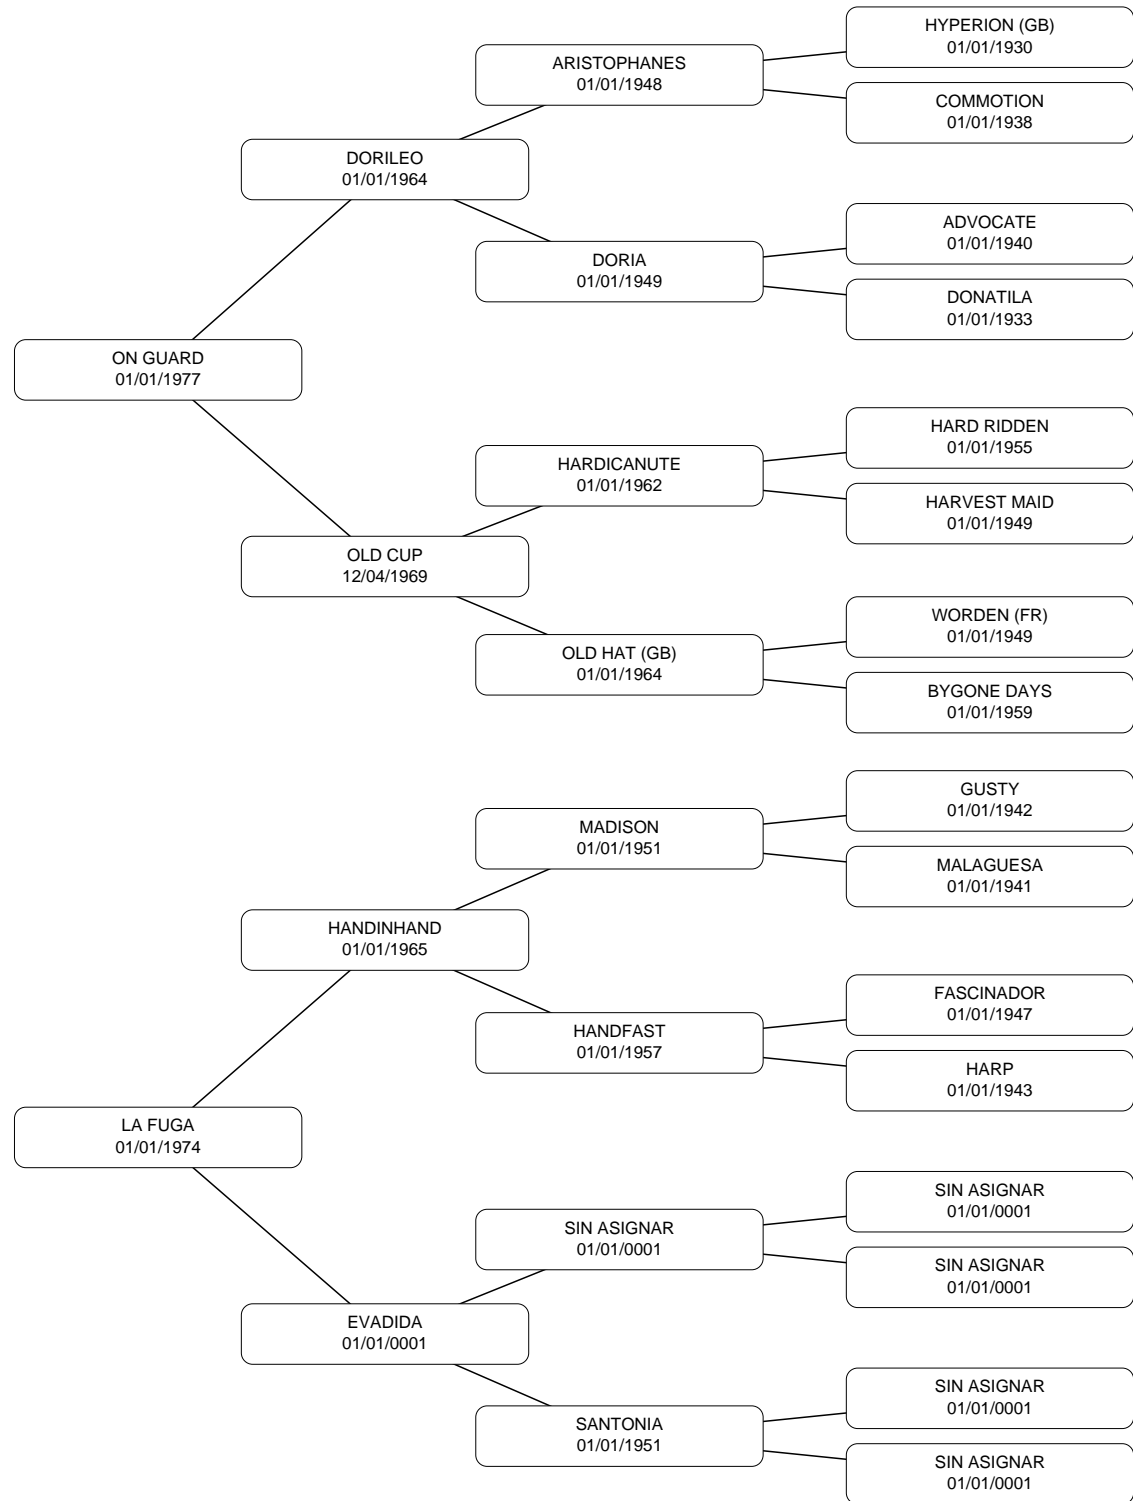 HYPERION (GB)
01/01/1930
ARISTOPHANES
01/01/1948
COMMOTION
01/01/1938
DORILEO
01/01/1964
ADVOCATE
01/01/1940
DORIA
01/01/1949
DONATILA
01/01/1933
ON GUARD
01/01/1977
HARD RIDDEN
01/01/1955
HARDICANUTE
01/01/1962
HARVEST MAID
01/01/1949
OLD CUP
12/04/1969
WORDEN (FR)
01/01/1949
OLD HAT (GB)
01/01/1964
BYGONE DAYS
01/01/1959
GUSTY
01/01/1942
MADISON
01/01/1951
MALAGUESA
01/01/1941
HANDINHAND
01/01/1965
FASCINADOR
01/01/1947
HANDFAST
01/01/1957
HARP
01/01/1943
LA FUGA
01/01/1974
SIN ASIGNAR
01/01/0001
SIN ASIGNAR
01/01/0001
SIN ASIGNAR
01/01/0001
EVADIDA
01/01/0001
SIN ASIGNAR
01/01/0001
SANTONIA
01/01/1951
SIN ASIGNAR
01/01/0001